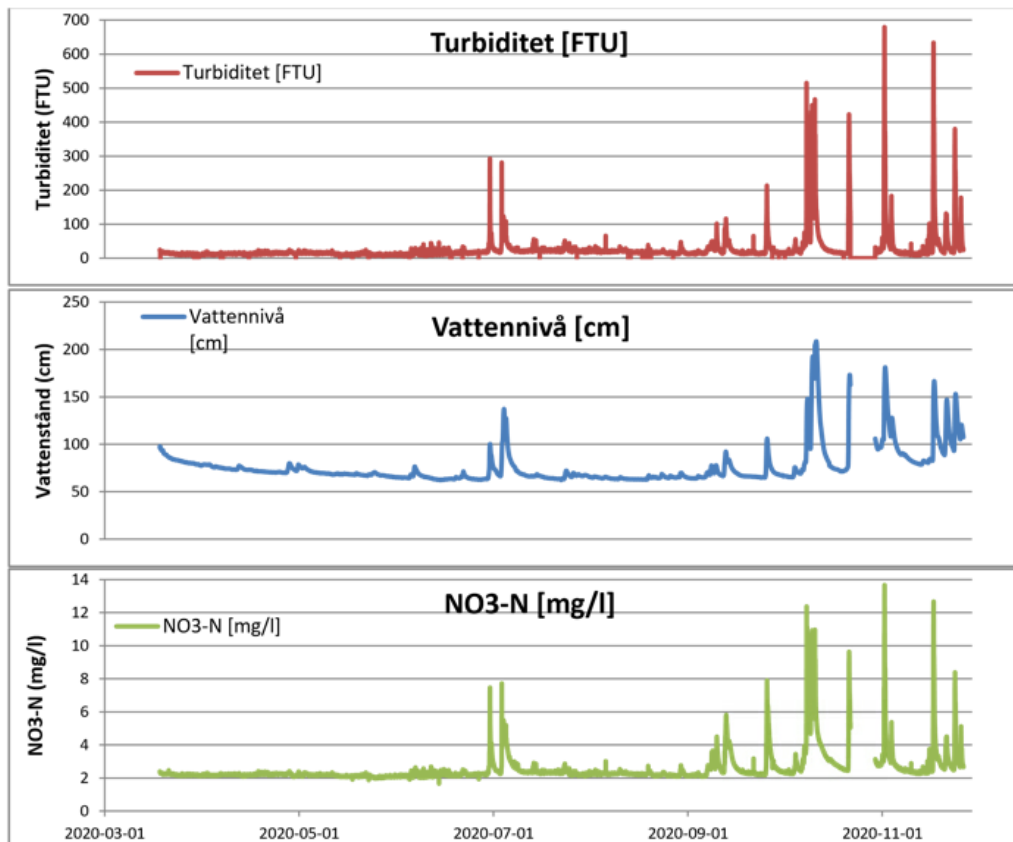 Turbiditet [FTU]
Turbiditet [FTU]
Turbiditet (FTU)
700
600
500
400
300
200
100
0
Vattennivå [cm]
Vattennivå
[cm]
Vattenstånd (cm)
250
200
150
100
50
0
NO3-N [mg/l]
NO3-N [mg/l]
NO3-N (mg/l)
14
12
10
8
6
4
2
0
2020-03-01 2020-05-01 2020-07-01 2020-09-01 2020-11-01